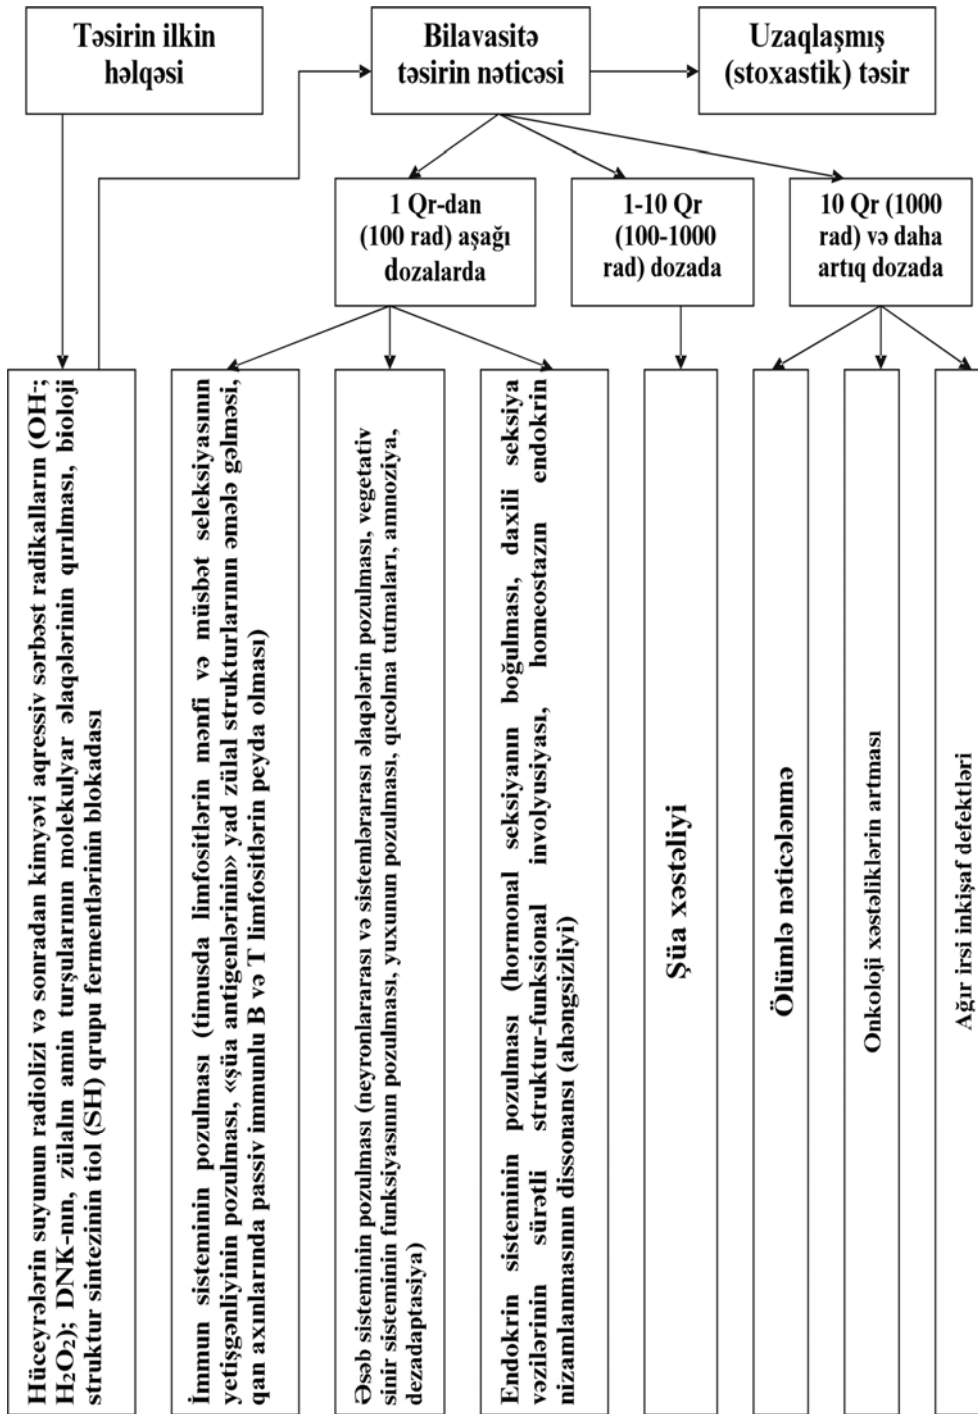 Təsirin ilkin
həlqəsi
Bilavasitə
təsirin nəticəsi
Uzaqlaşmış
(stoxastik) təsir
1 Qr-dan
(100 rad) aşağı
dozalarda
1-10 Qr
(100-1000
rad) dozada
10 Qr (1000
rad) və daha
artıq dozada
Hüceyrələrin suyunun radiolizi və sonradan kimyəvi aqressiv sərbəst radikalların (OH-;
H₂O₂); DNK-nın, zülalın amin turşularının molekulyar əlaqələrinin qırılması, bioloji
struktur sintezinin tiol (SH) qrupu fermentlərinin blokadası
İmmun sisteminin pozulması (timusda limfositlərin mənfi və müsbət seleksiyasının
yetişgənliyinin pozulması, «şüa antigenlərinin» yad zülal strukturlarının əmələ gəlməsi,
qan axınlarında passiv immunlu B və T limfositlərin peyda olması)
Əsəb sisteminin pozulması (neyronlararası və sistemlərarası əlaqələrin pozulması, vegetativ
sinir sisteminin funksiyasının pozulması, yuxunun pozulması, qıcolma tutmaları, amnoziya,
dezadaptasiya)
Endokrin sisteminin pozulması (hormonal seksiyanın boğulması, daxili seksiya
vəzilərinin sürətli struktur-funksional involyusiyası, homeostazın endokrin
nizamlanmasının dissonansı (ahəngsizliyi)
Şüa xəstəliyi
Ölümlə nəticələnmə
Onkoloji xəstəliklərin artması
Ağır irsi inkişaf defektləri